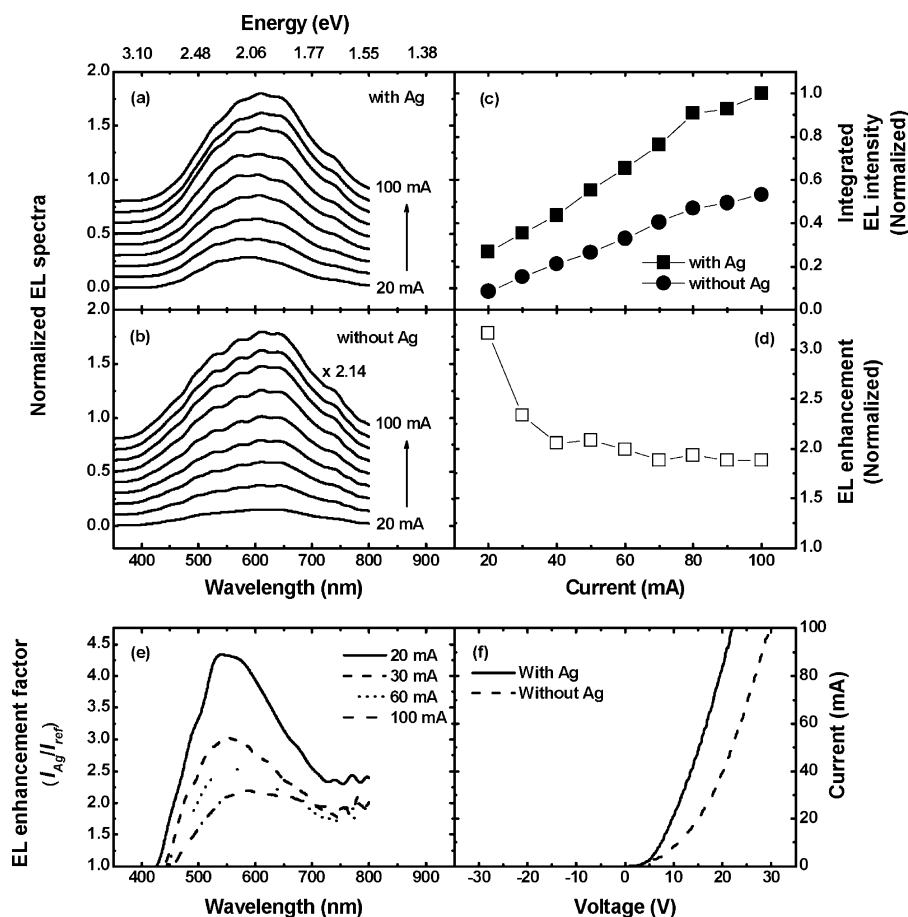 Energy (eV)
3.10 2.48 2.06 1.77 1.55 1.38
Normalized EL spectra
2.0
1.5
1.0
0.5
0.0
(a)
with Ag
100 mA
20 mA
2.0
1.5
1.0
0.5
0.0
(b)
without Ag
x 2.14
100 mA
20 mA
400 500 600 700 800 900
Wavelength (nm)
(c)
with Ag
without Ag
1.0
0.8
0.6
0.4
0.2
0.0
Integrated
EL intensity
(Normalized)
(d)
3.0
2.5
2.0
1.5
1.0
EL enhancement
(Normalized)
20 30 40 50 60 70 80 90 100
Current (mA)
EL enhancement factor
(I_Ag/I_ref)
4.5
4.0
3.5
3.0
2.5
2.0
1.5
1.0
(e)
20 mA
30 mA
60 mA
100 mA
400 500 600 700 800 900
Wavelength (nm)
(f)
With Ag
Without Ag
100
80
60
40
20
0
Current (mA)
-30 -20 -10 0 10 20 30
Voltage (V)